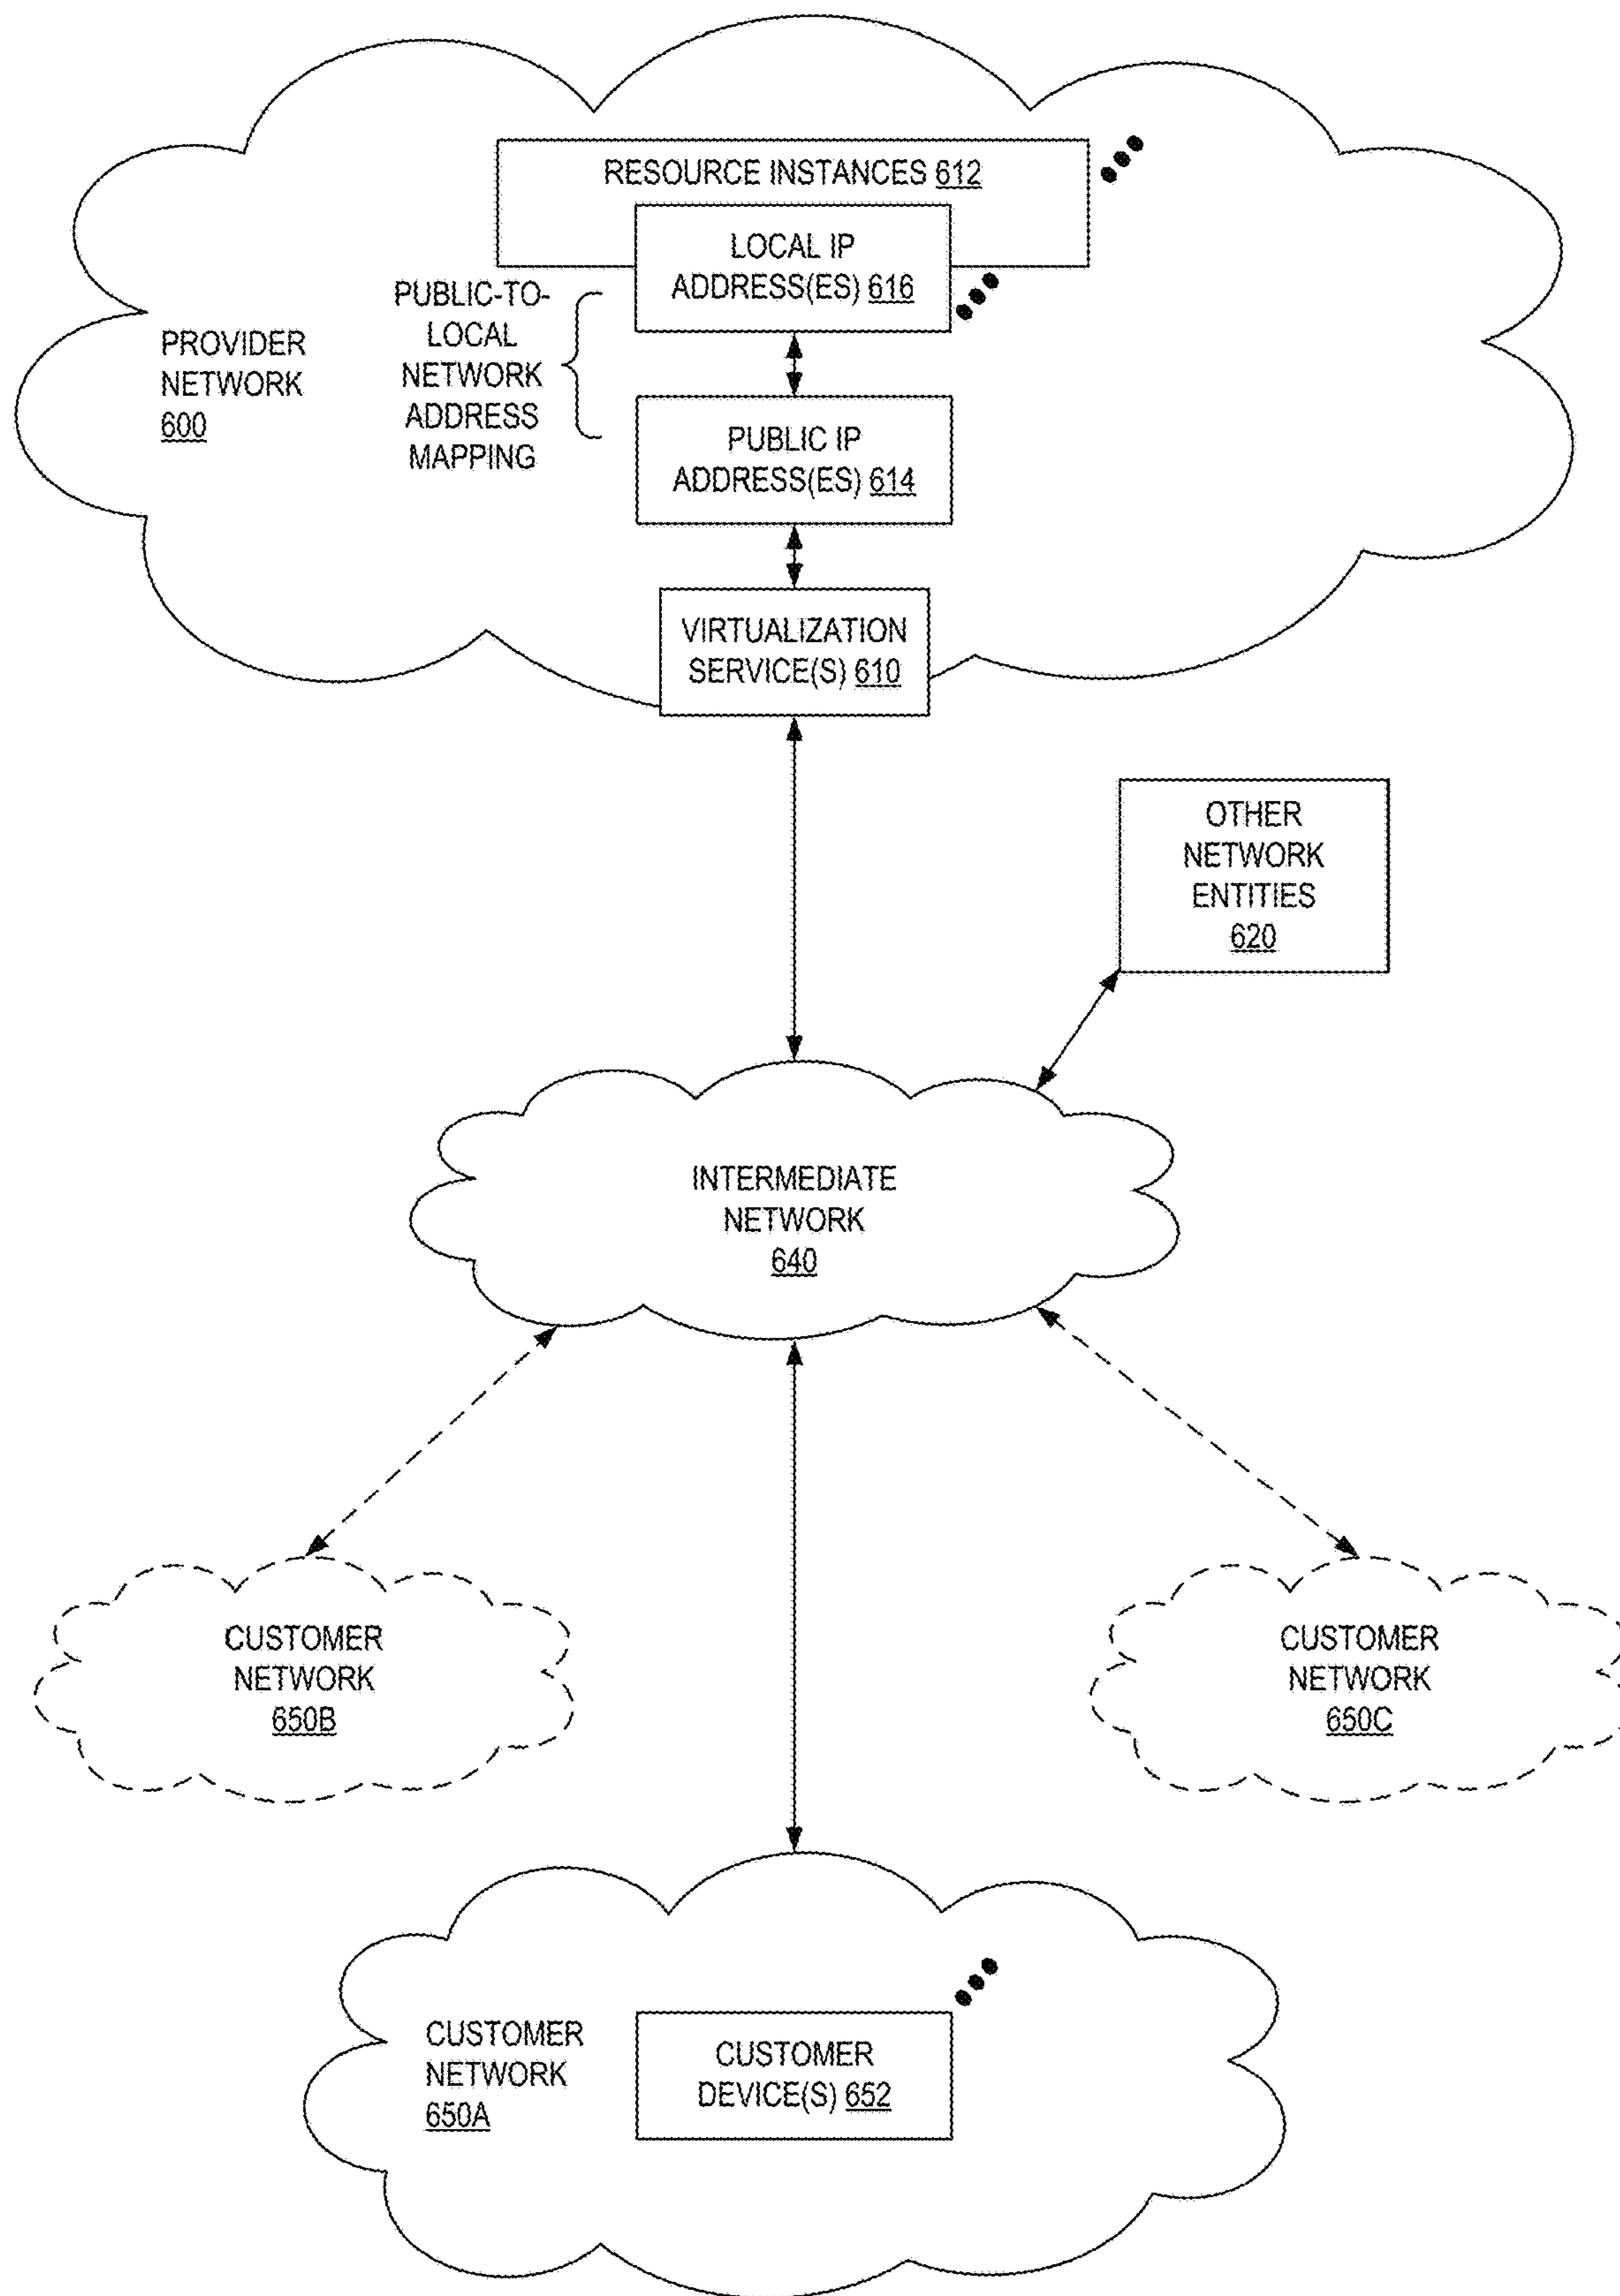 RESOURCE INSTANCES 612
LOCAL IP
ADDRESS(ES) 616
PUBLIC-TO-
LOCAL
NETWORK
ADDRESS
MAPPING
PROVIDER
NETWORK
600
PUBLIC IP
ADDRESS(ES) 614
VIRTUALIZATION
SERVICE(S) 610
OTHER
NETWORK
ENTITIES
620
INTERMEDIATE
NETWORK
640
CUSTOMER
NETWORK
650B
CUSTOMER
NETWORK
650C
CUSTOMER
NETWORK
650A
CUSTOMER
DEVICE(S) 652